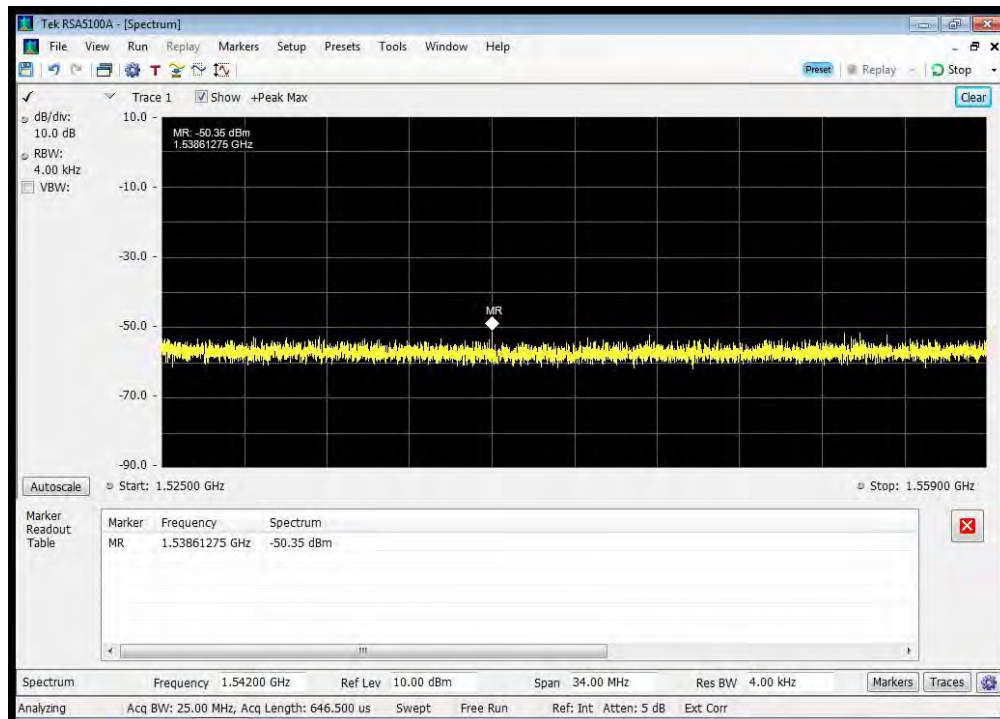 Tek RSA5100A - [Spectrum]
File View Run Replay Markers Setup Presets Tools Window Help
Preset Replay Stop
Trace 1 Show +Peak Max Clear
dB/div:
10.0 dB
RBW:
4.00 kHz
VBW:
10.0
-10.0
-30.0
-50.0
-70.0
-90.0
MR: -50.35 dBm
1.53861275 GHz
MR
Autoscale Start: 1.52500 GHz Stop: 1.55900 GHz
Marker
Readout
Table
Marker Frequency Spectrum
MR 1.53861275 GHz -50.35 dBm
Spectrum Frequency 1.54200 GHz Ref Lev 10.00 dBm Span 34.00 MHz Res BW 4.00 kHz Markers Traces
Analyzing Acq BW: 25.00 MHz, Acq Length: 646.500 us Swept Free Run Ref: Int Atten: 5 dB Ext Corr